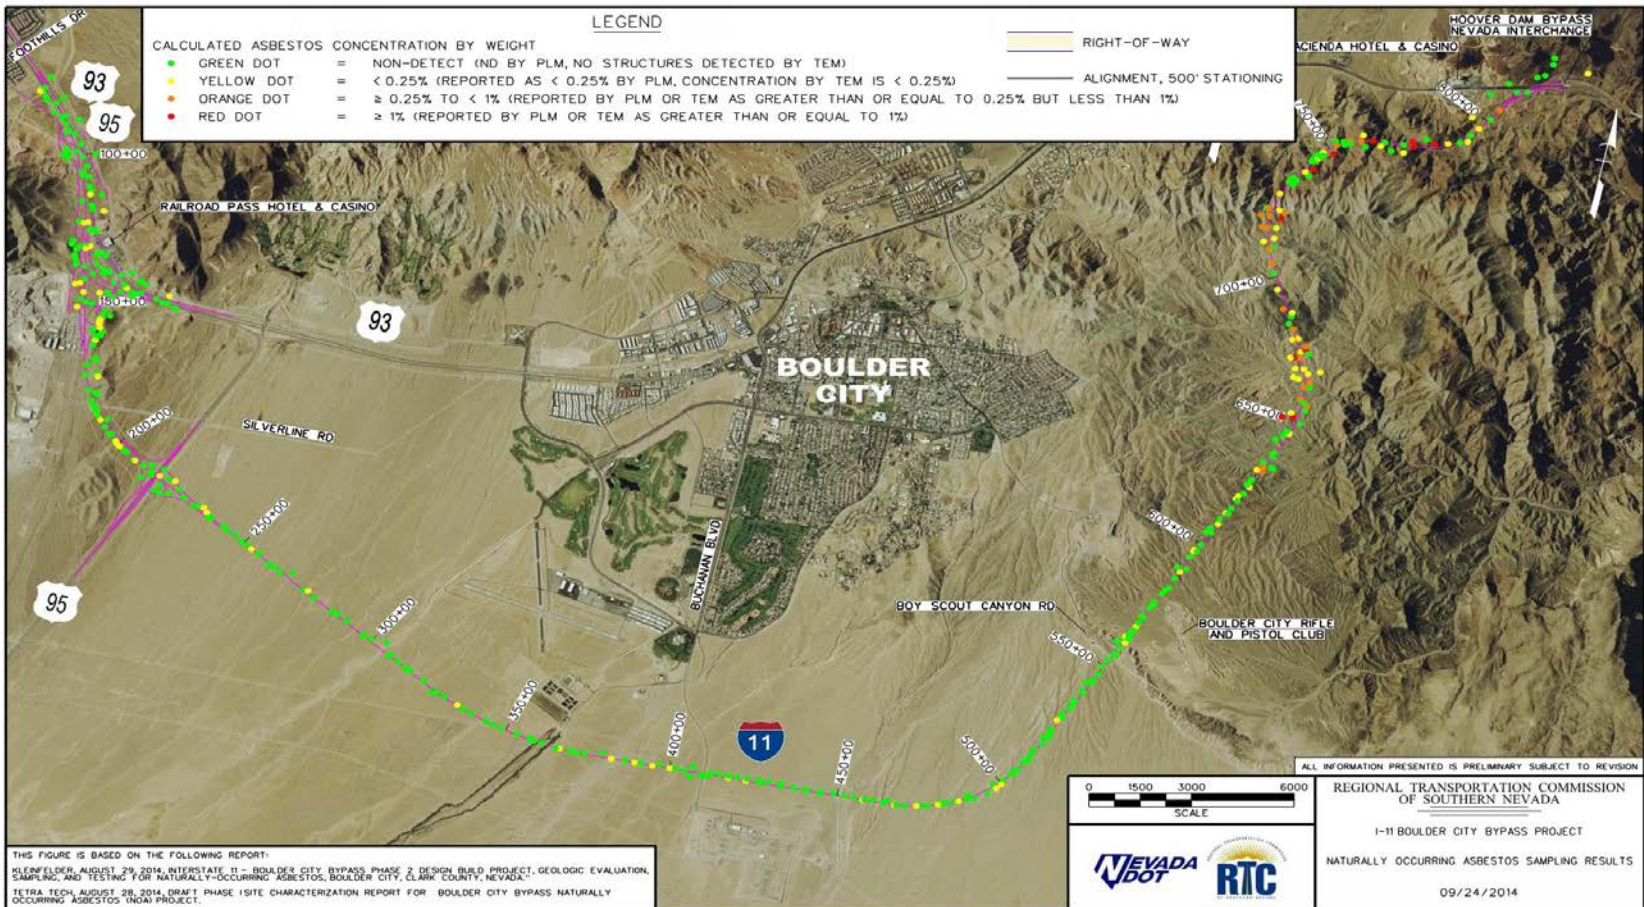 LEGEND
CALCULATED ASBESTOS CONCENTRATION BY WEIGHT
GREEN DOT = NON-DETECT (ND BY PLM, NO STRUCTURES DETECTED BY TEM)
YELLOW DOT = < 0.25% (REPORTED AS < 0.25% BY PLM, CONCENTRATION BY TEM IS < 0.25%)
ORANGE DOT = ≥ 0.25% TO < 1% (REPORTED BY PLM OR TEM AS GREATER THAN OR EQUAL TO 0.25% BUT LESS THAN 1%)
RED DOT = ≥ 1% (REPORTED BY PLM OR TEM AS GREATER THAN OR EQUAL TO 1%)
RIGHT-OF-WAY
ALIGNMENT, 500' STATIONING
HOOVER DAM BYPASS
NEVADA INTERCHANGE
ACIENDA HOTEL & CASINO
FOOTHILLS DR
93
95
100+00
RAILROAD PASS HOTEL & CASINO
150+00
93
200+00
SILVERLINE RD
250+00
95
300+00
350+00
400+00
11
450+00
500+00
550+00
600+00
650+00
700+00
750+00
800+00
BOULDER
CITY
BUCHANAN BLVD
BOY SCOUT CANYON RD
BOULDER CITY RIFLE
AND PISTOL CLUB
ALL INFORMATION PRESENTED IS PRELIMINARY SUBJECT TO REVISION
0 1500 3000 6000
SCALE
NEVADA
DOT
RTC
REGIONAL TRANSPORTATION COMMISSION
OF SOUTHERN NEVADA
I-11 BOULDER CITY BYPASS PROJECT
NATURALLY OCCURRING ASBESTOS SAMPLING RESULTS
09/24/2014
THIS FIGURE IS BASED ON THE FOLLOWING REPORT:
KLEINFELDER, AUGUST 29, 2014, INTERSTATE 11 - BOULDER CITY BYPASS PHASE 2 DESIGN BUILD PROJECT, GEOLOGIC EVALUATION,
SAMPLING, AND TESTING FOR NATURALLY-OCCURRING ASBESTOS, BOULDER CITY, CLARK COUNTY, NEVADA."
TETRA TECH, AUGUST 28, 2014, DRAFT PHASE 1 SITE CHARACTERIZATION REPORT FOR BOULDER CITY BYPASS NATURALLY
OCCURRING ASBESTOS (NOA) PROJECT.